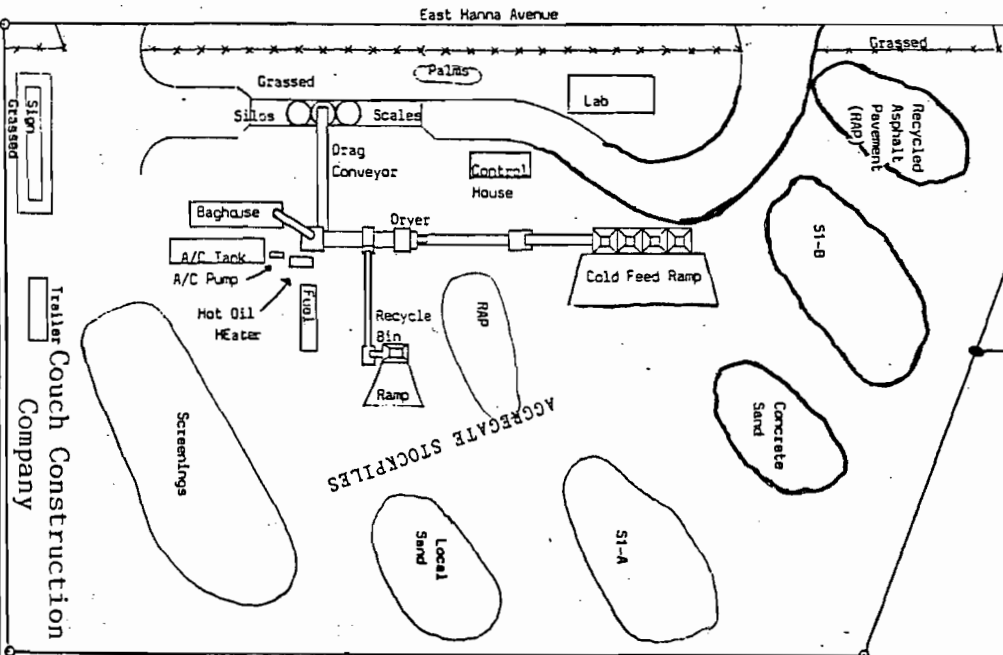 East Hanna Avenue
Grassed
Palms
Grassed
Lab
Silos
Scales
Sign
Grassed
Recycled
Asphalt
Pavement
(RAP)
Drag
Conveyor
Control
House
Baghouse
Dryer
S1-B
A/C Tank
A/C Pump
Cold Feed Ramp
Hot Oil
HEater
Fuel
Recycle
Bin
RAP
Ramp
Trailer
Couch Construction
Company
AGGREGATE STOCKPILES
Concrete
Sand
Screenings
Local
Sand
S1-A